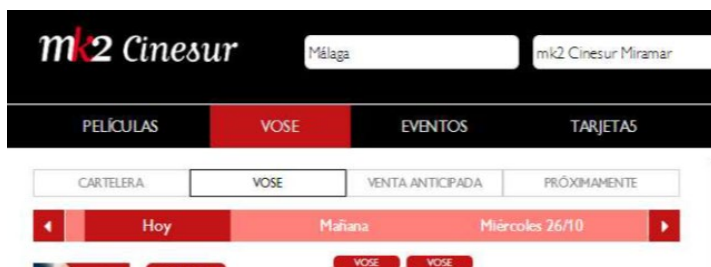 mk2 Cinesur
Málaga
mk2 Cinesur Miramar
PELÍCULAS VOSE EVENTOS TARJETA5
CARTELERA VOSE VENTA ANTICIPADA PRÓXIMAMENTE
Hoy Mañana Miércoles 26/10
VOSE VOSE